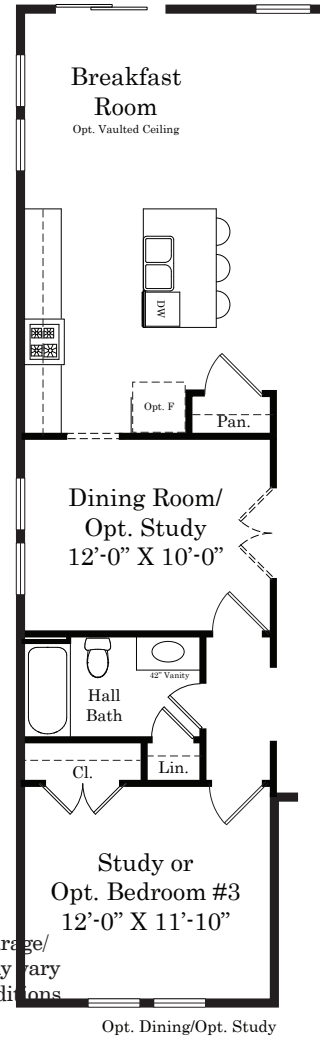 Breakfast
Room
Opt. Vaulted Ceiling
DW
Opt. F
Pan.
Dining Room/
Opt. Study
12'-0" X 10'-0"
42" Vanity
Hall
Bath
Cl.
Lin.
Study or
Opt. Bedroom #3
12'-0" X 11'-10"
vary
Opt. Dining/Opt. Study